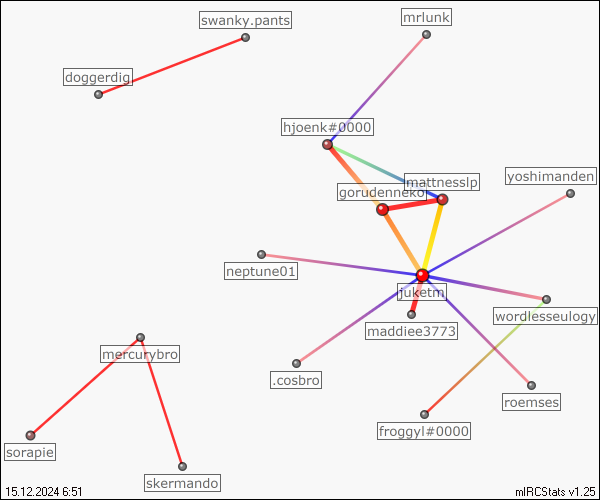 swanky.pants
mrlunk
doggerdig
hjoenk#0000
yoshimanden
mattnesslp
gorudenneko
neptune01
juketm
wordlesseulogy
maddiee3773
mercurybro
.cosbro
roemses
froggyl#0000
sorapie
skermando
15.12.2024 6:51
mIRCStats v1.25